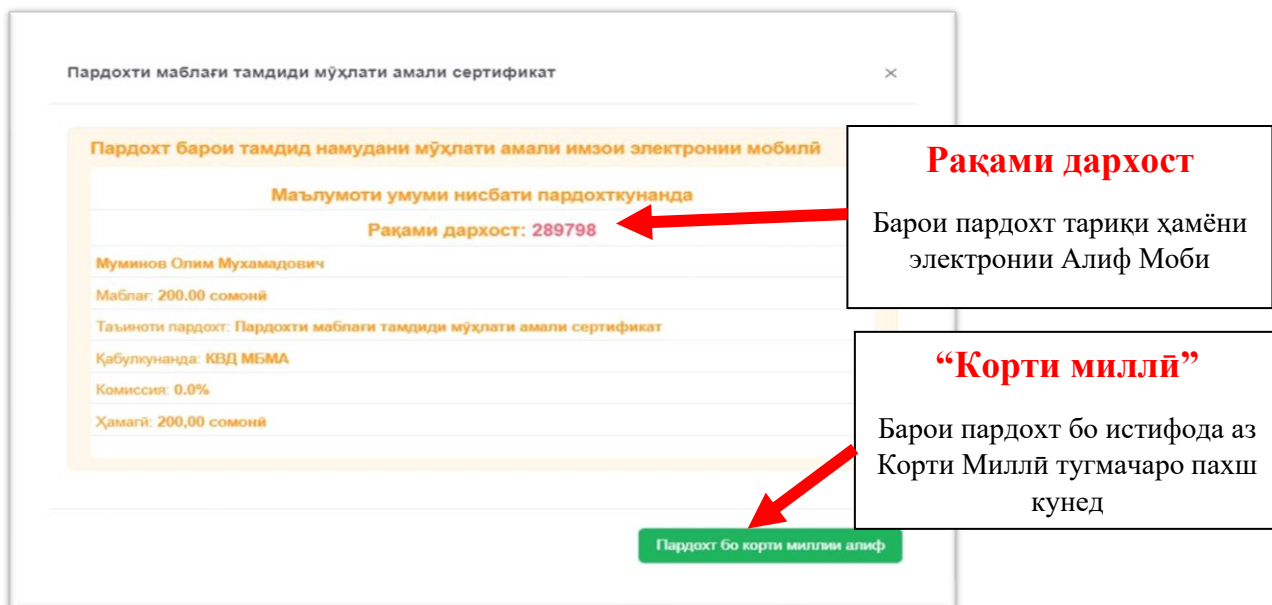 Пардохти маблағи тамдиди мӯҳлати амали сертификат
×
Пардохт барои тамдид намудани мӯҳлати амали имзои электронии мобилӣ
Маълумоти умуми нисбати пардохткунанда
Рақами дархост: 289798
Муминов Олим Мухамадович
Маблағ: 200.00 сомонӣ
Таъиноти пардохт: Пардохти маблағи тамдиди мӯҳлати амали сертификат
Қабулкунанда: КВД МБМА
Комиссия: 0.0%
Ҳамагӣ: 200,00 сомонӣ
Пардохт бо корти миллии алиф
Рақами дархост
Барои пардохт тариқи ҳамёни
электронии Алиф Моби
“Корти миллӣ”
Барои пардохт бо истифода аз
Корти Миллӣ тугмачаро пахш
кунед